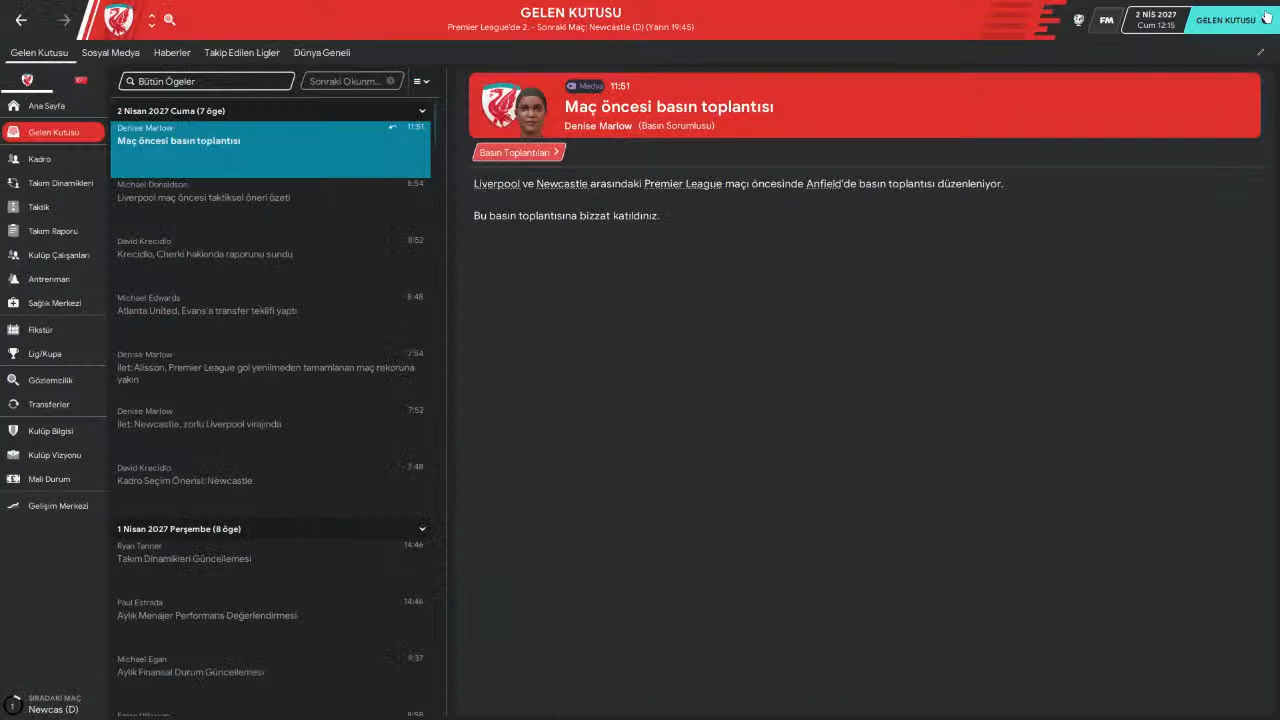 GELEN KUTUSU
Premier League'de 2. - Sonraki Maç: Newcastle (D) (Yarın 19:45)
FM
2 NİS 2027
Cum 12:15
GELEN KUTUSU
Gelen Kutusu
Sosyal Medya
Haberler
Takip Edilen Ligler
Dünya Geneli
Ana Sayfa
Gelen Kutusu
Kadro
Takım Dinamikleri
Taktik
Takım Raporu
Kulüp Çalışanları
Antrenman
Sağlık Merkezi
Fikstür
Lig/Kupa
Gözlemcilik
Transferler
Kulüp Bilgisi
Kulüp Vizyonu
Mali Durum
Gelişim Merkezi
1
SIRADAKİ MAÇ
Newcas (D)
Bütün Ögeler
Sonraki Okunm...
2 Nisan 2027 Cuma (7 öge)
Denise Marlow 11:51
Maç öncesi basın toplantısı
Michael Donaldson 8:54
Liverpool maç öncesi taktiksel öneri özeti
David Krecidlo 8:52
Krecidlo, Cherki hakkında raporunu sundu
Michael Edwards 8:48
Atlanta United, Evans'a transfer teklifi yaptı
Denise Marlow 7:54
İlet: Alisson, Premier League gol yenilmeden tamamlanan maç rekoruna
yakın
Denise Marlow 7:52
İlet: Newcastle, zorlu Liverpool virajında
David Krecidlo
Kadro Seçim Önerisi: Newcastle
1 Nisan 2027 Perşembe (8 öge)
Ryan Tanner 14:46
Takım Dinamikleri Güncellemesi
Paul Estrada 14:46
Aylık Menajer Performans Değerlendirmesi
Michael Egan
Aylık Finansal Durum Güncellemesi
Medya 11:51
Maç öncesi basın toplantısı
Denise Marlow (Basın Sorumlusu)
Basın Toplantıları
Liverpool ve Newcastle arasındaki Premier League maçı öncesinde Anfield'de basın toplantısı düzenleniyor.
Bu basın toplantısına bizzat katıldınız.